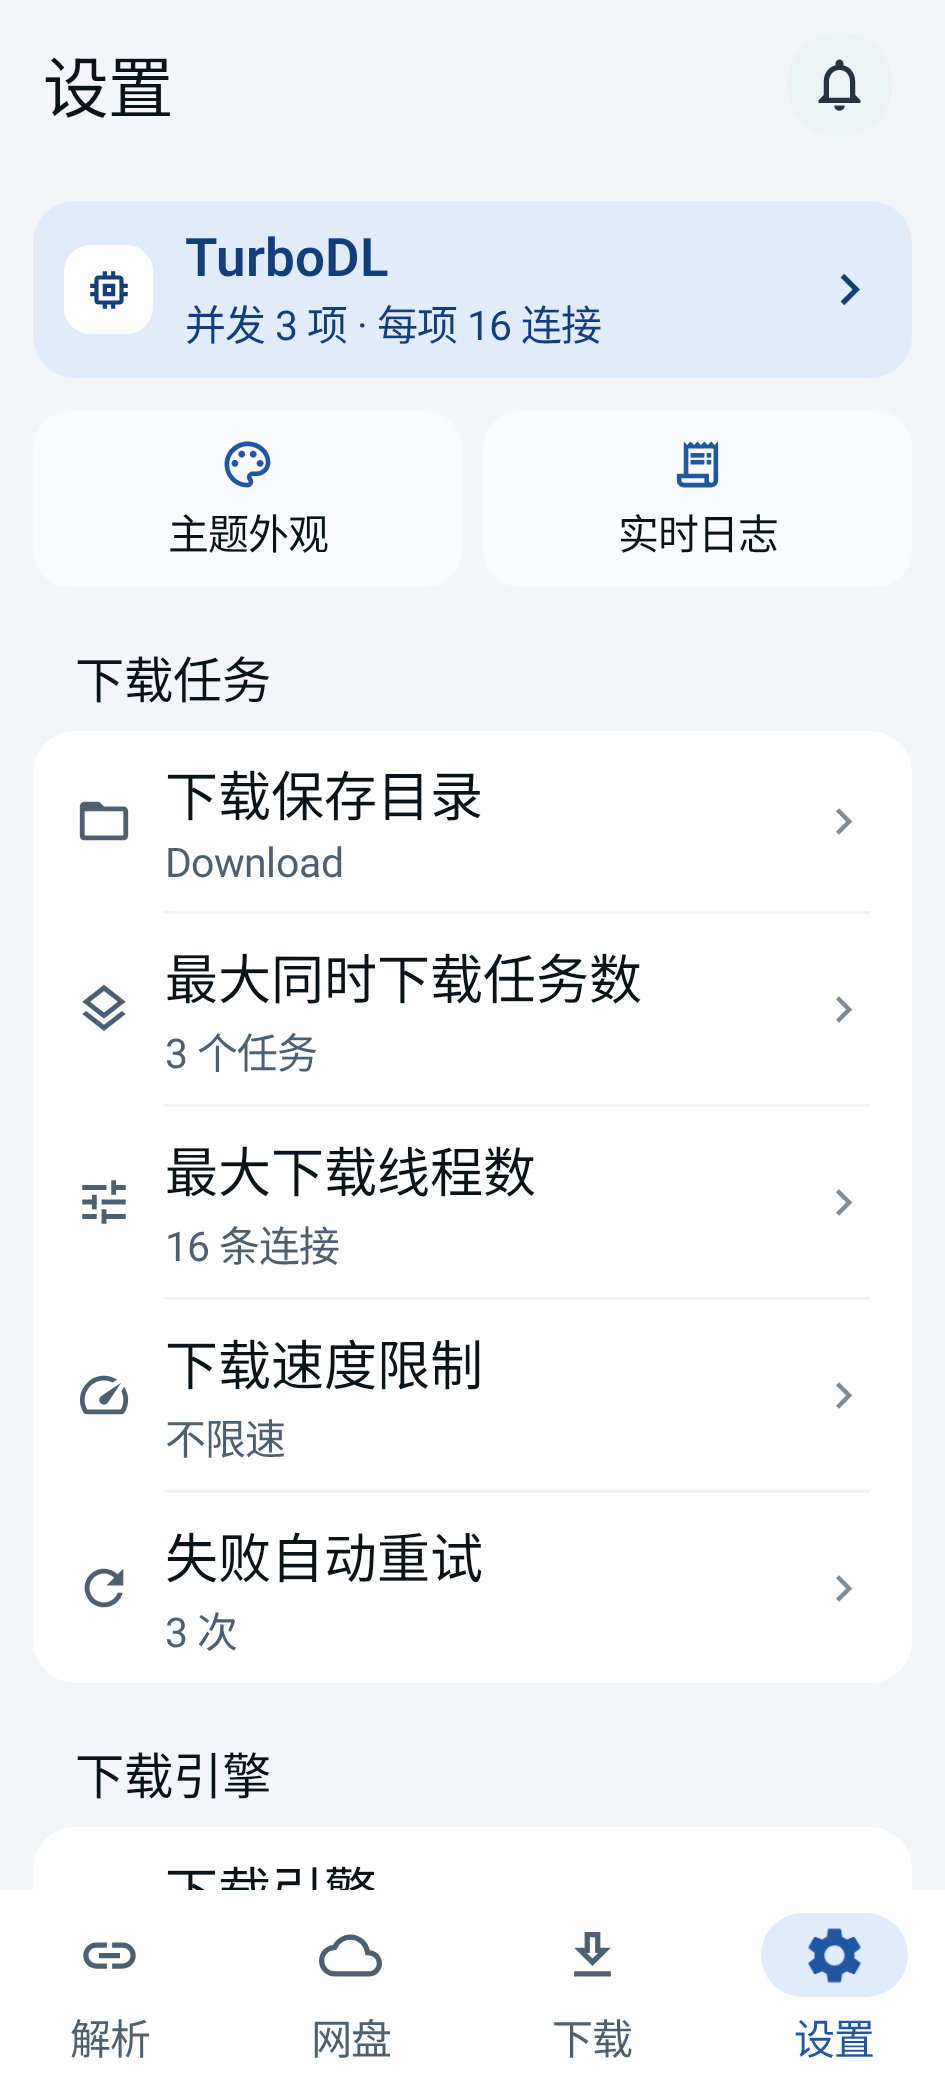 设置
TurboDL
并发 3 项 · 每项 16 连接
主题外观
实时日志
下载任务
下载保存目录
Download
最大同时下载任务数
3 个任务
最大下载线程数
16 条连接
下载速度限制
不限速
失败自动重试
3 次
下载引擎
下载引擎
解析
网盘
下载
设置